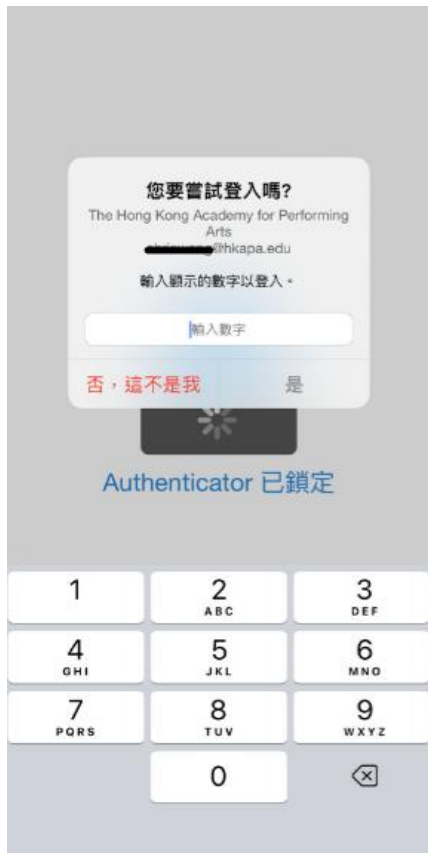 您要嘗試登入嗎?
The Hong Kong Academy for Performing
Arts
@hkapa.edu
輸入顯示的數字以登入。
輸入數字
否，這不是我
是
Authenticator 已鎖定
1
2
ABC
3
DEF
4
GHI
5
JKL
6
MNO
7
PQRS
8
TUV
9
WXYZ
0